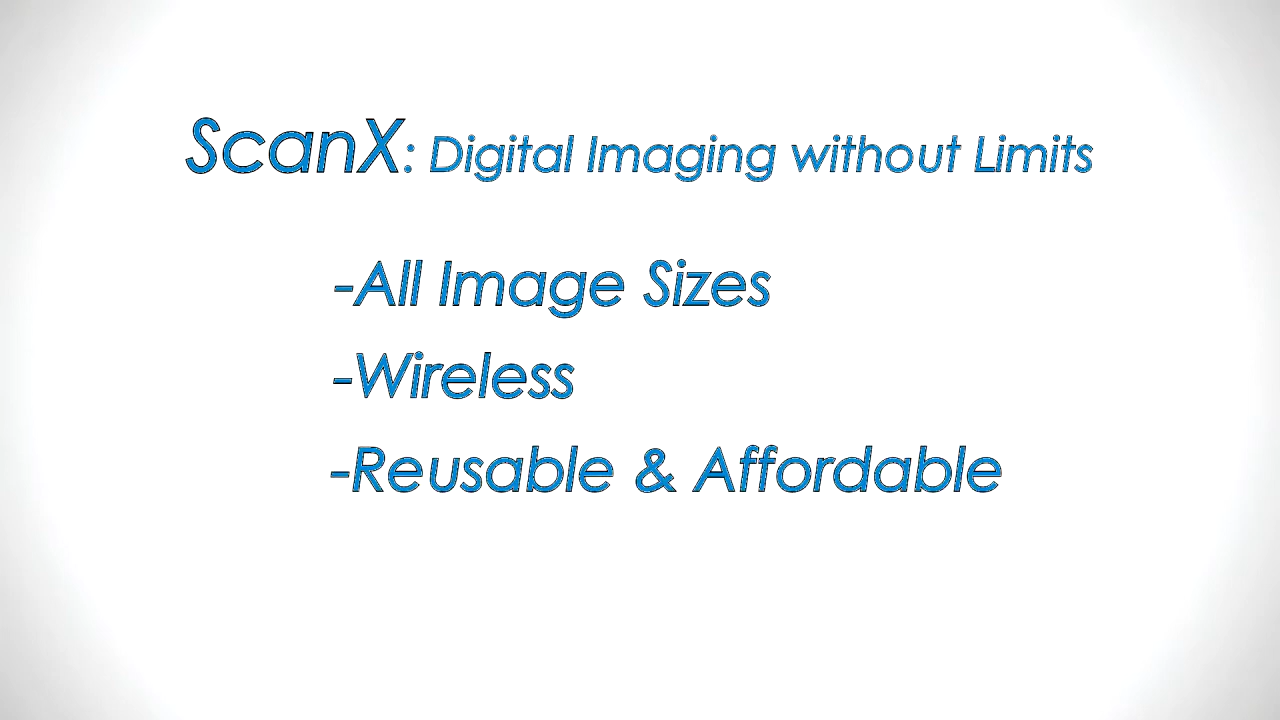 ScanX: Digital Imaging without Limits
-All Image Sizes
-Wireless
-Reusable & Affordable